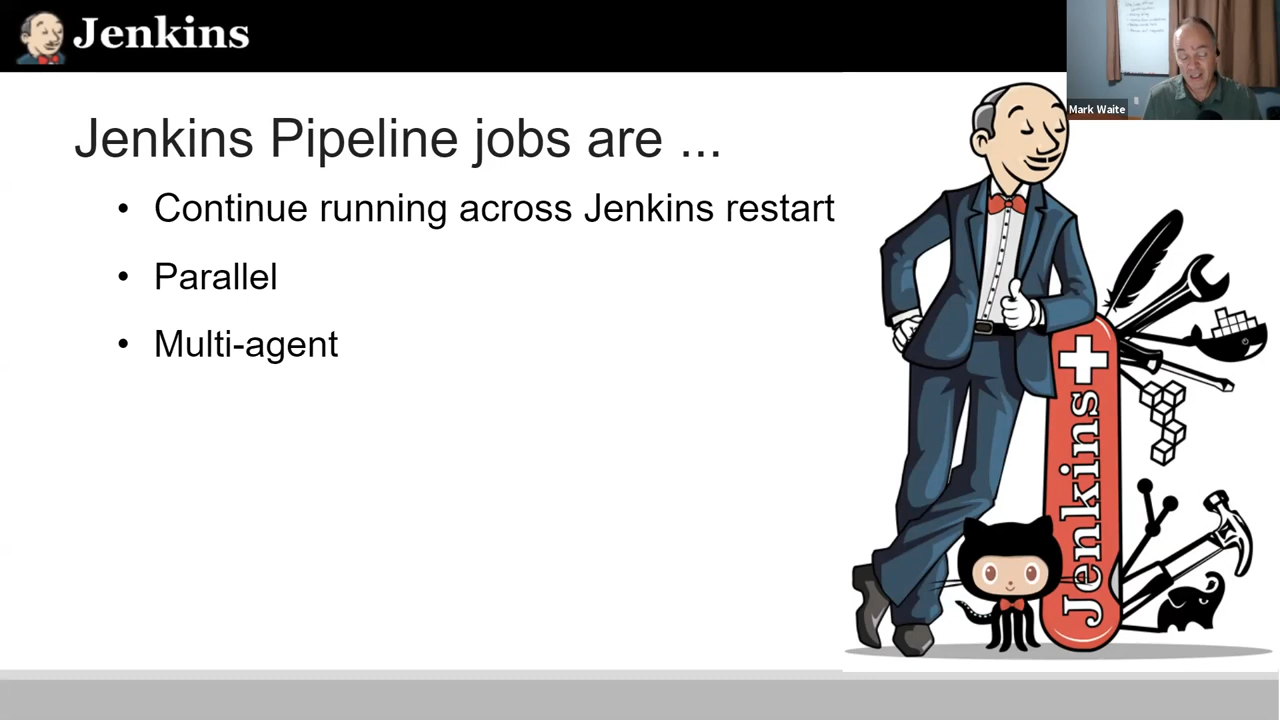 Jenkins
Mark Waite
Jenkins Pipeline jobs are ...
• Continue running across Jenkins restart
• Parallel
• Multi-agent
Jenkins